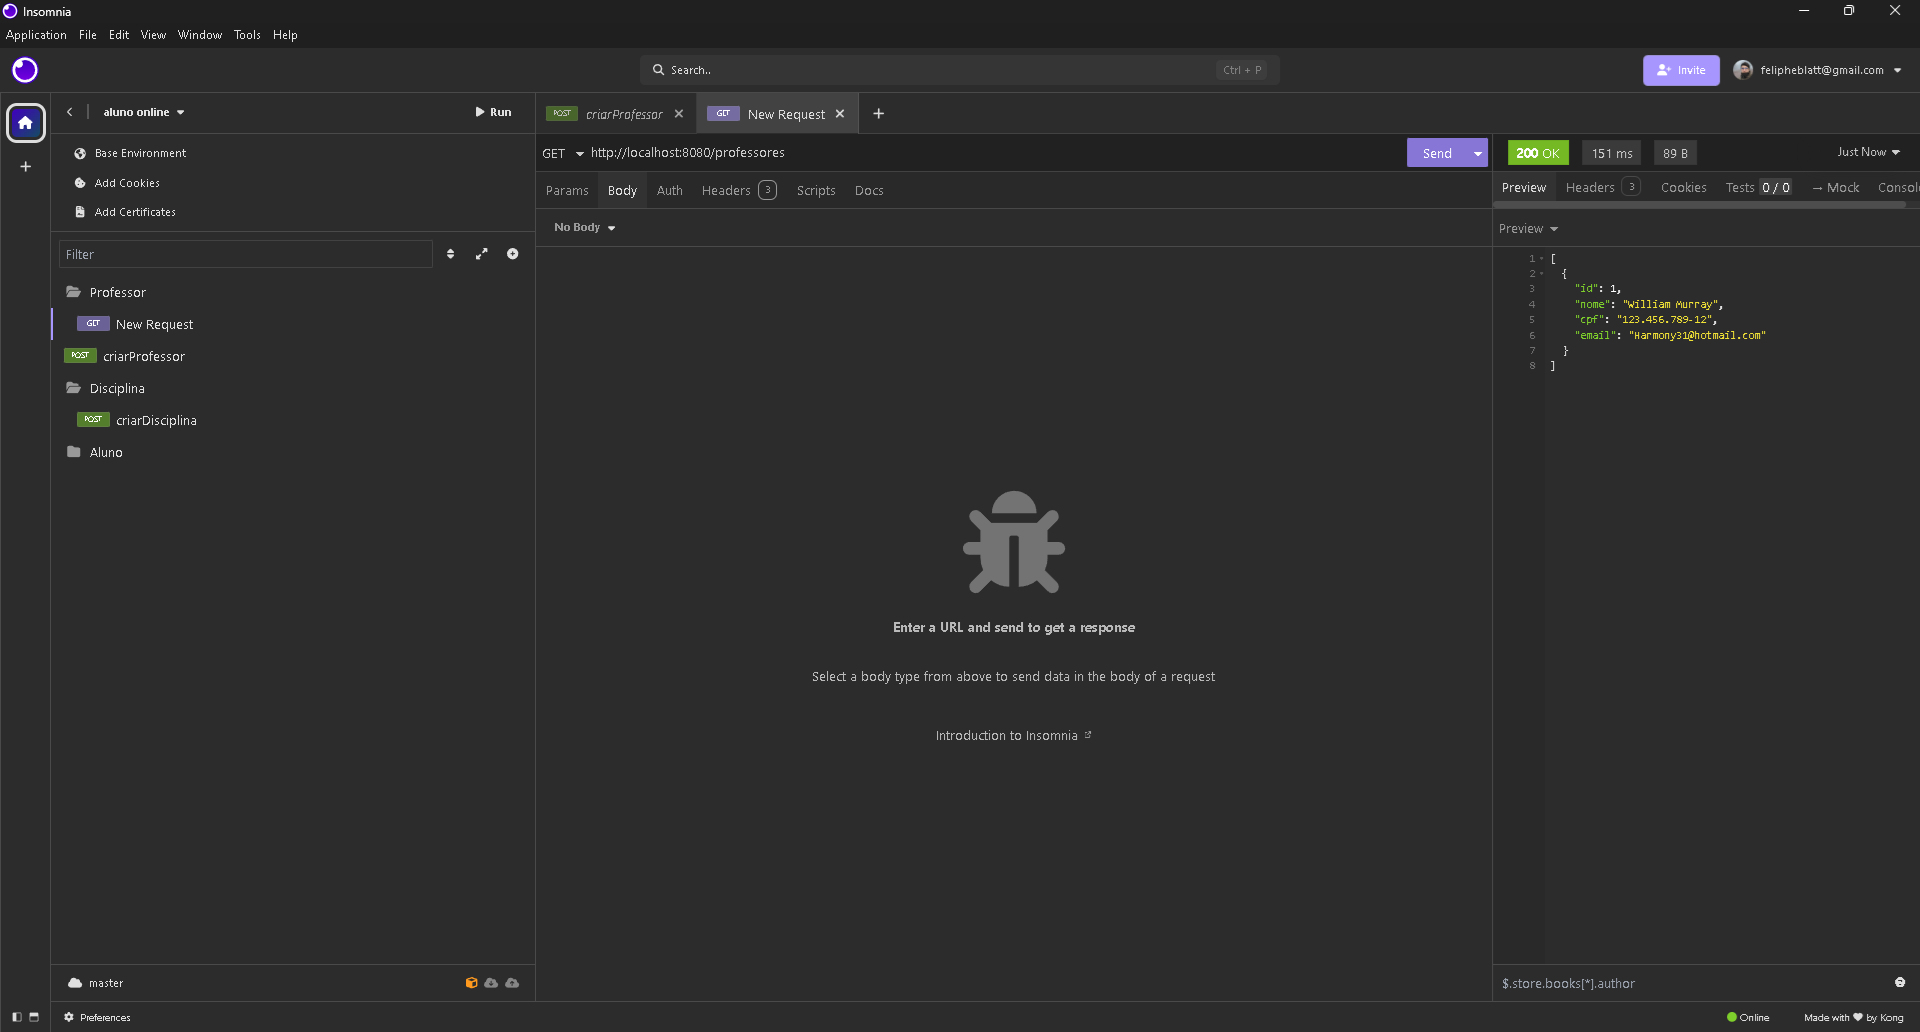 Insomnia
Application File Edit View Window Tools Help
Search.. Ctrl + P
Invite felipheblatt@gmail.com
aluno online Run
Base Environment
Add Cookies
Add Certificates
Filter
Professor
GET New Request
POST criarProfessor
Disciplina
POST criarDisciplina
Aluno
master
Preferences
POST criarProfessor GET New Request
GET http://localhost:8080/professores Send
Params Body Auth Headers 3 Scripts Docs
No Body
Enter a URL and send to get a response
Select a body type from above to send data in the body of a request
Introduction to Insomnia
200 OK 151 ms 89 B Just Now
Preview Headers 3 Cookies Tests 0 / 0 → Mock Consol
Preview
1 [
2 {
3 "id": 1,
4 "nome": "William Murray",
5 "cpf": "123.456.789-12",
6 "email": "Harmony31@hotmail.com"
7 }
8 ]
$.store.books[*].author
Online Made with ❤ by Kong